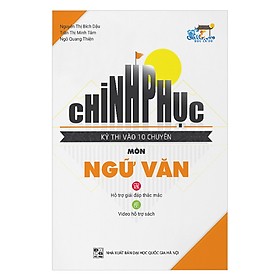 Nguyễn Thị Bích Dậu
Trần Thị Minh Tâm
Ngô Quang Thiện
CHINH PHỤC
KỲ THI VÀO 10 CHUYÊN
MÔN
NGỮ VĂN
Hỗ trợ giải đáp thắc mắc
Video hỗ trợ sách
NHÀ XUẤT BẢN ĐẠI HỌC QUỐC GIA HÀ NỘI